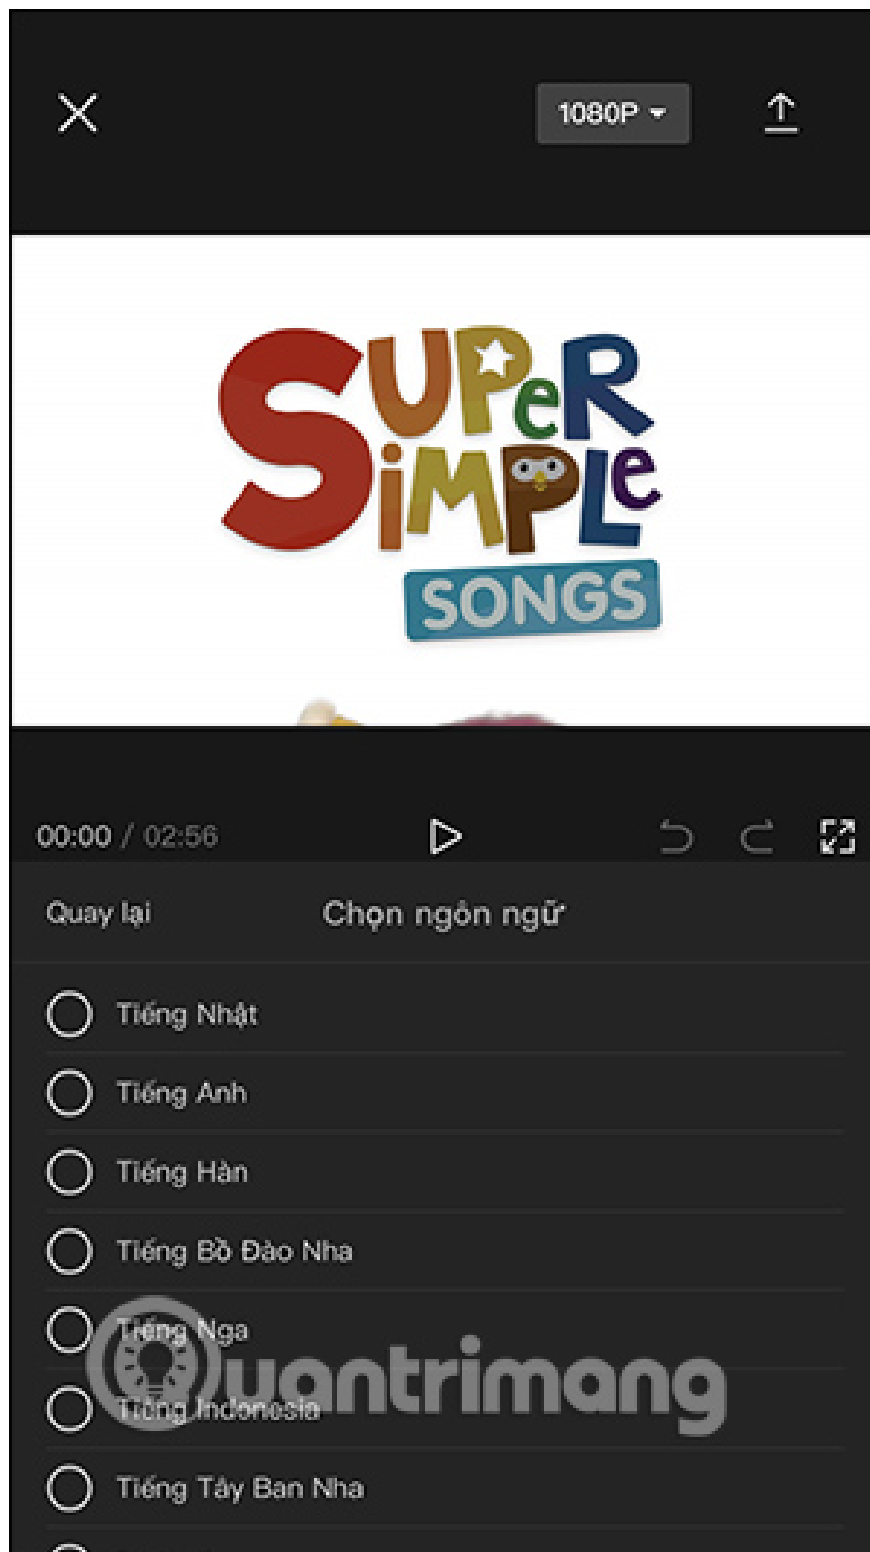 1080P
SUPeR
SiMPLe
SONGS
00:00 / 02:56
Quay lại
Chọn ngôn ngữ
Tiếng Nhật
Tiếng Anh
Tiếng Hàn
Tiếng Bồ Đào Nha
Tiếng Nga
Quantrimang
Tiếng Indonesia
Tiếng Tây Ban Nha